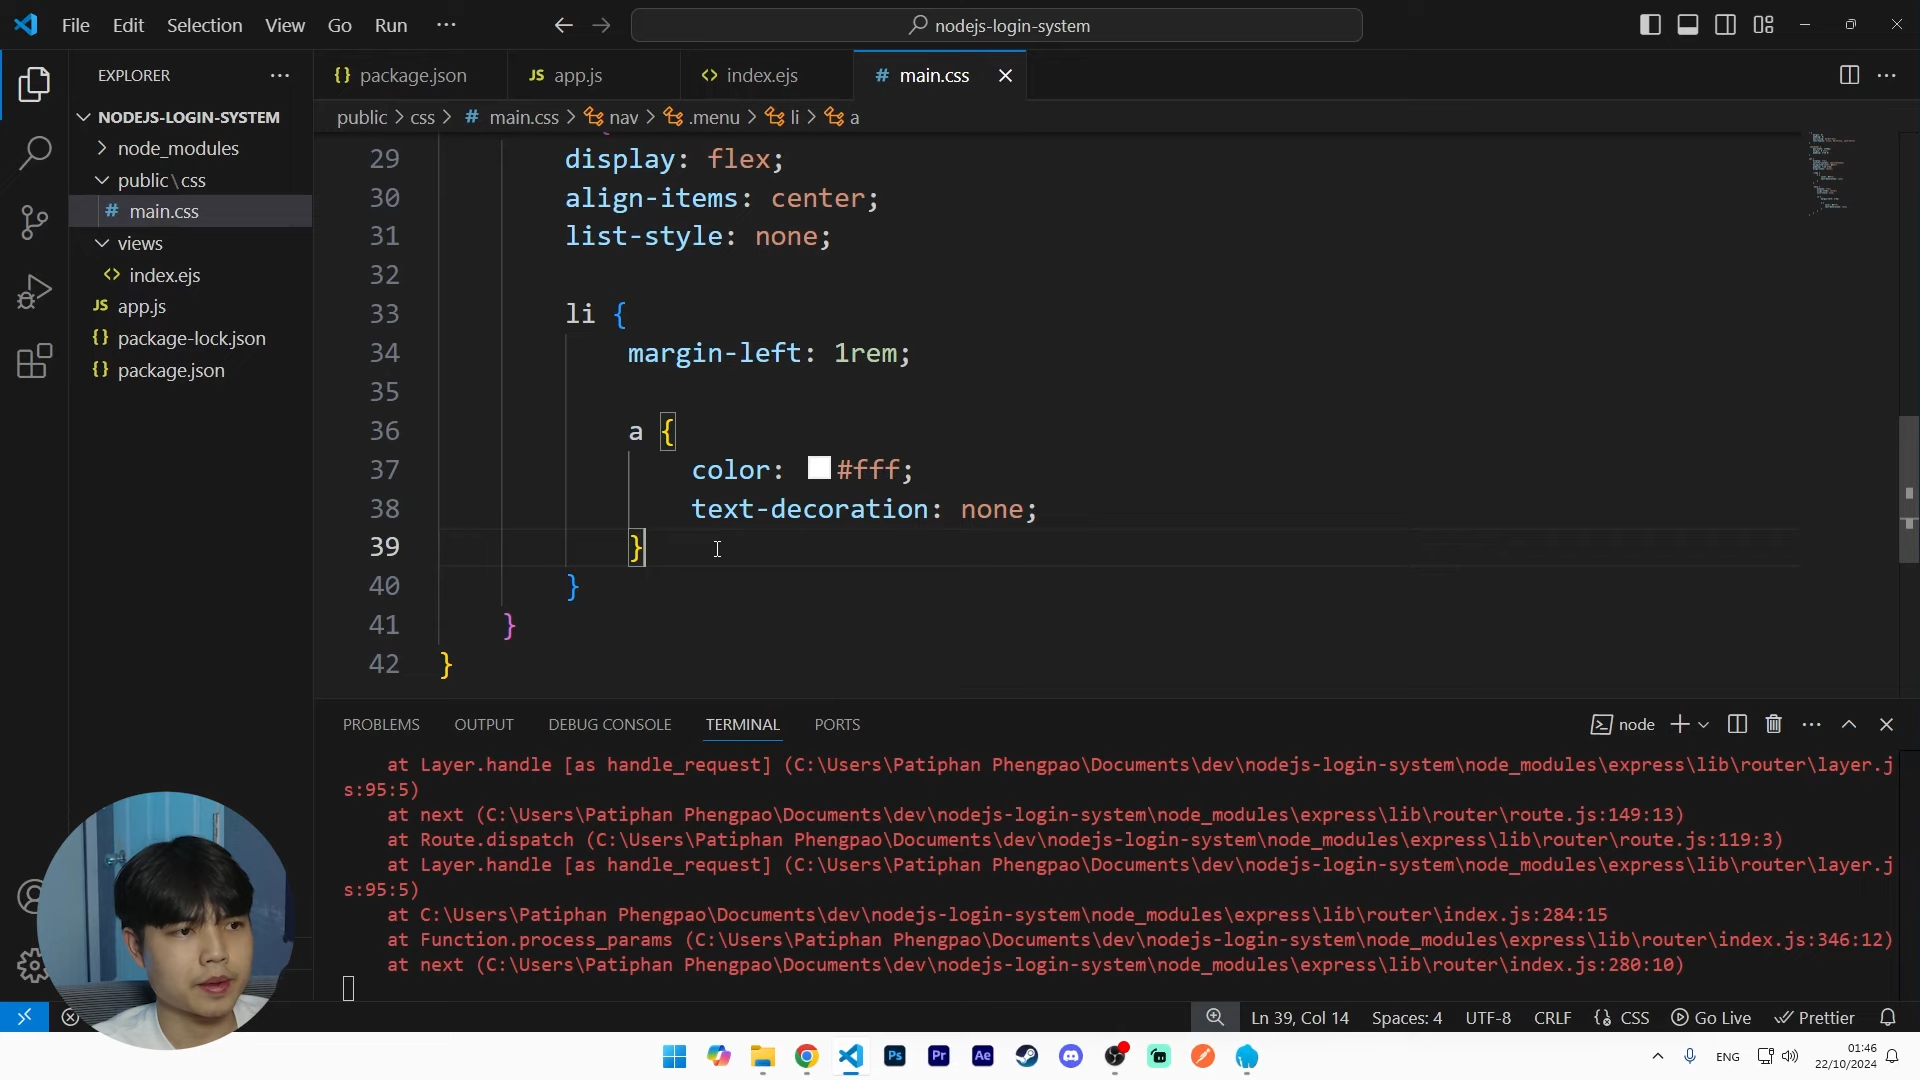 File Edit Selection View Go Run ···
nodejs-login-system
EXPLORER ···
package.json
JS app.js
<> index.ejs
# main.css
public > css > # main.css > nav > .menu > li > a
NODEJS-LOGIN-SYSTEM
node_modules
public\css
# main.css
views
<> index.ejs
JS app.js
{} package-lock.json
{} package.json
29 display: flex;
30 align-items: center;
31 list-style: none;
32
33 li {
34 margin-left: 1rem;
35
36 a {
37 color: #fff;
38 text-decoration: none;
39 }
40 }
41 }
42 }
PROBLEMS OUTPUT DEBUG CONSOLE TERMINAL PORTS
node
at Layer.handle [as handle_request] (C:\Users\Patiphan Phengpao\Documents\dev\nodejs-login-system\node_modules\express\lib\router\layer.j
s:95:5)
at next (C:\Users\Patiphan Phengpao\Documents\dev\nodejs-login-system\node_modules\express\lib\router\route.js:149:13)
at Route.dispatch (C:\Users\Patiphan Phengpao\Documents\dev\nodejs-login-system\node_modules\express\lib\router\route.js:119:3)
at Layer.handle [as handle_request] (C:\Users\Patiphan Phengpao\Documents\dev\nodejs-login-system\node_modules\express\lib\router\layer.j
s:95:5)
at C:\Users\Patiphan Phengpao\Documents\dev\nodejs-login-system\node_modules\express\lib\router\index.js:284:15
at Function.process_params (C:\Users\Patiphan Phengpao\Documents\dev\nodejs-login-system\node_modules\express\lib\router\index.js:346:12)
at next (C:\Users\Patiphan Phengpao\Documents\dev\nodejs-login-system\node_modules\express\lib\router\index.js:280:10)
Ln 39, Col 14 Spaces: 4 UTF-8 CRLF {} CSS Go Live Prettier
Ps Pr Ae
ENG
01:46
22/10/2024